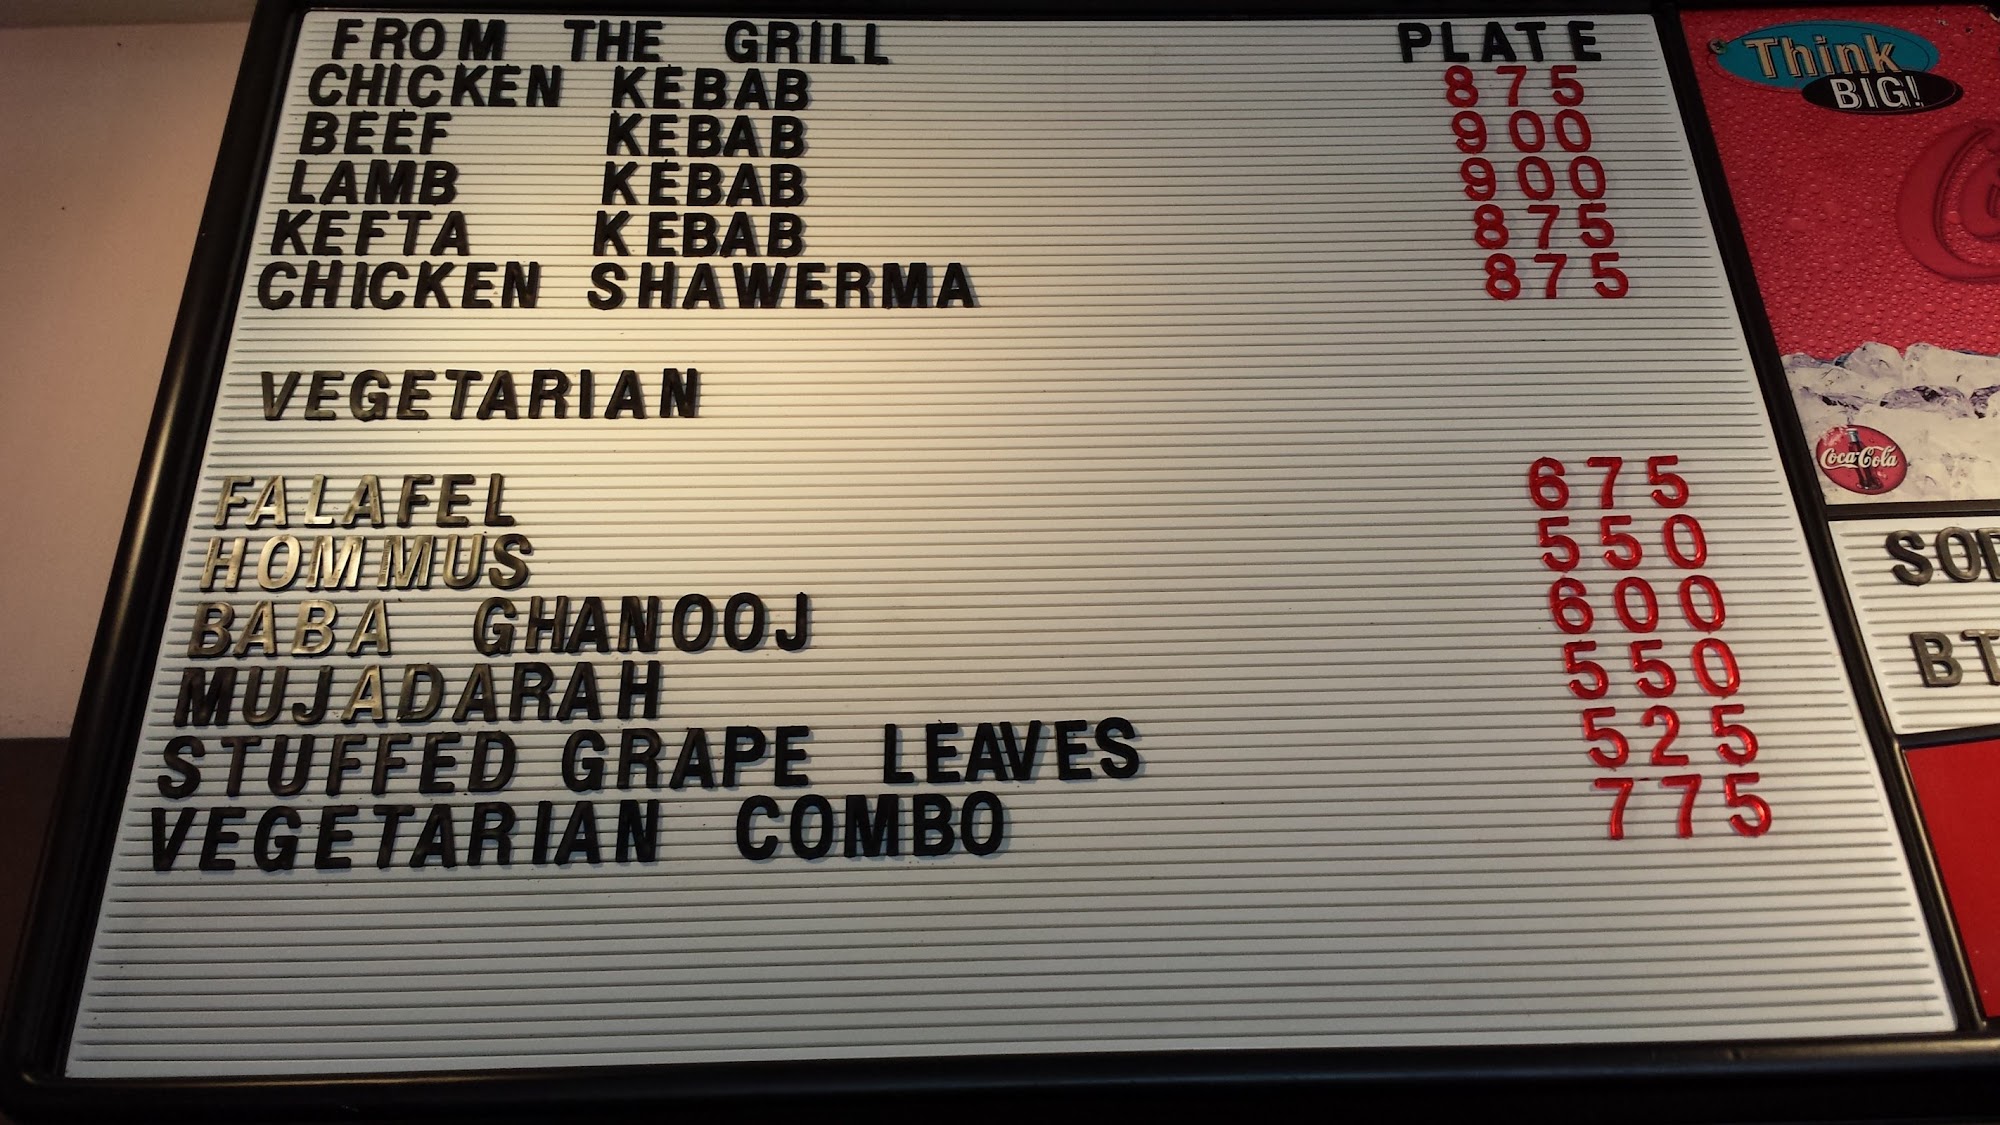 FROM THE GRILL PLATE
CHICKEN KEBAB 875
BEEF KEBAB 900
LAMB KEBAB 900
KEFTA KEBAB 875
CHICKEN SHAWERMA 875
VEGETARIAN
FALAFEL 675
HOMMUS 550
BABA GHANOOJ 600
MUJADARAH 550
STUFFED GRAPE LEAVES 525
VEGETARIAN COMBO 775
Think
BIG!
Coca-Cola